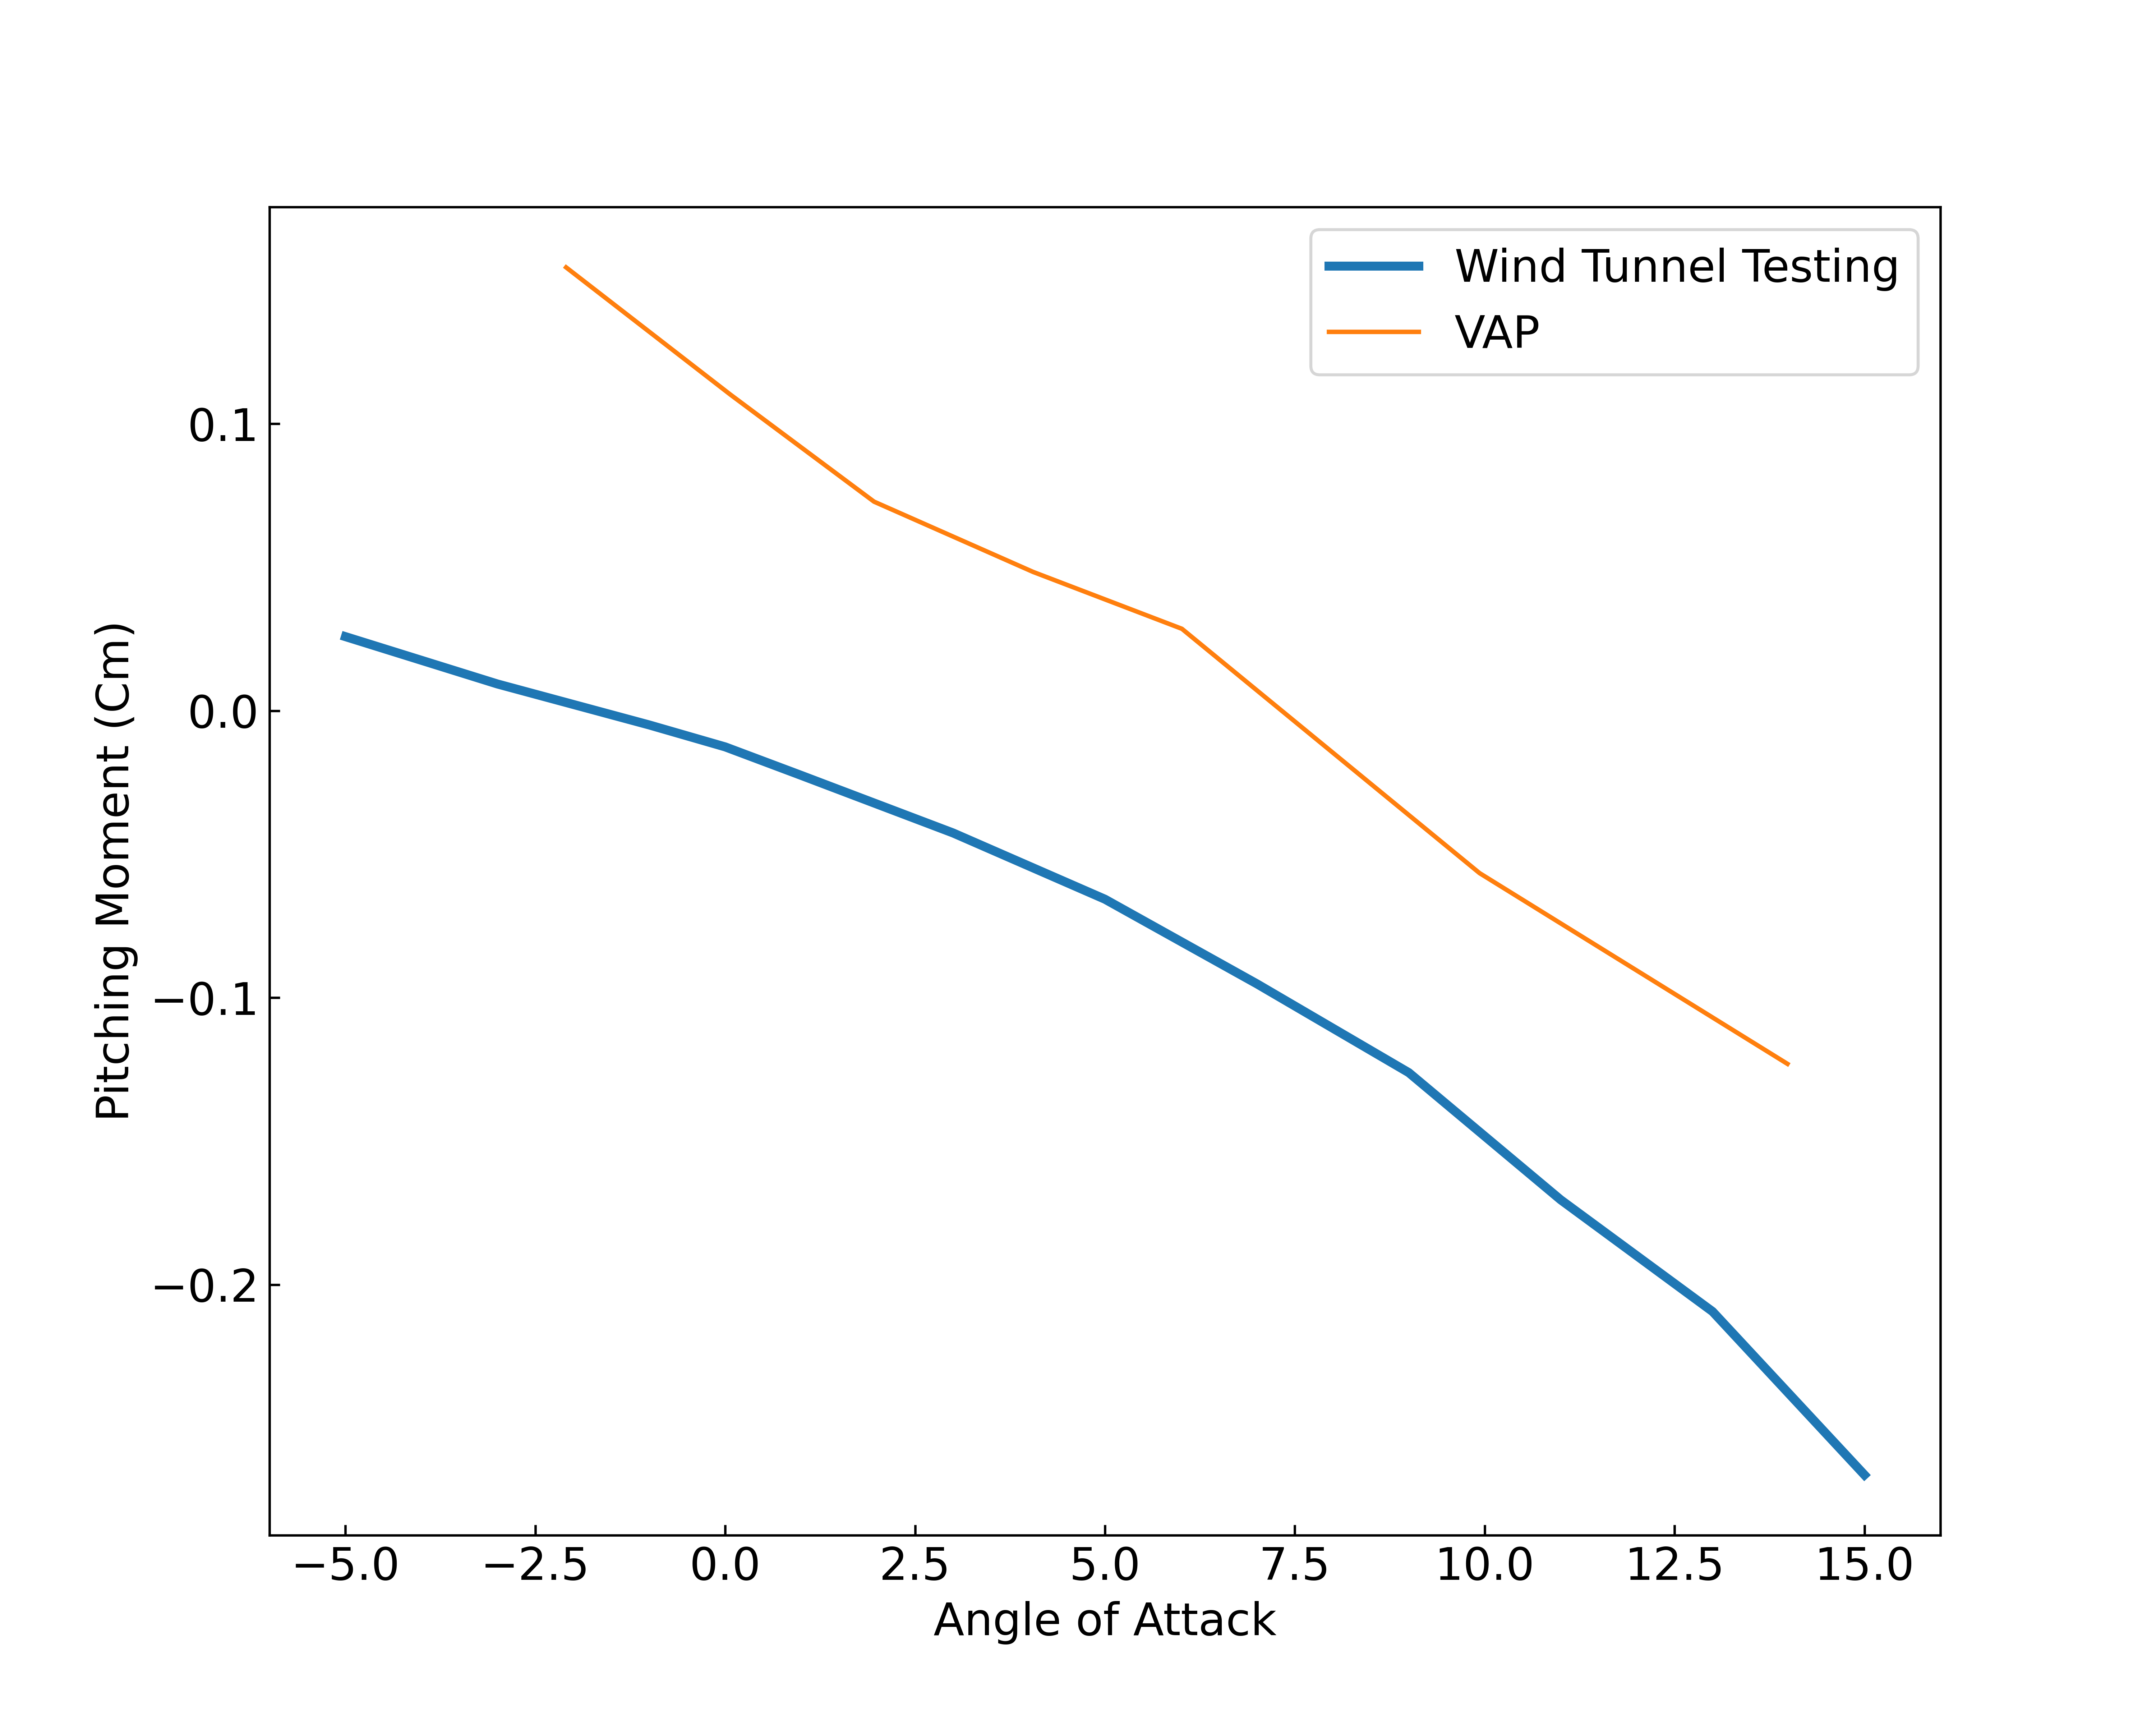 Wind Tunnel Testing
VAP
0.1
0.0
−0.1
−0.2
Pitching Moment (Cm)
−5.0 −2.5 0.0 2.5 5.0 7.5 10.0 12.5 15.0
Angle of Attack